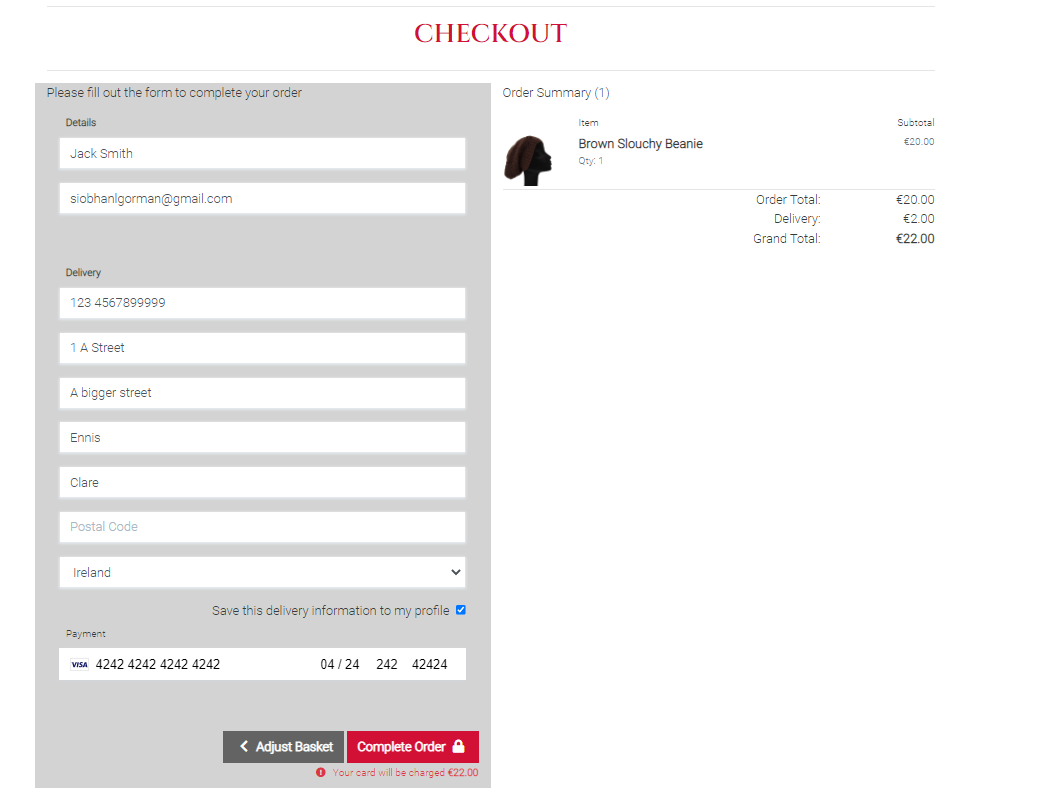 CHECKOUT
Please fill out the form to complete your order
Details
Jack Smith
siobhanlgorman@gmail.com
Delivery
123 4567899999
1 A Street
A bigger street
Ennis
Clare
Postal Code
Ireland
Save this delivery information to my profile
Payment
VISA 4242 4242 4242 4242 04 / 24 242 42424
Adjust Basket Complete Order
Your card will be charged €22.00
Order Summary (1)
Item Subtotal
Brown Slouchy Beanie €20.00
Qty: 1
Order Total: €20.00
Delivery: €2.00
Grand Total: €22.00